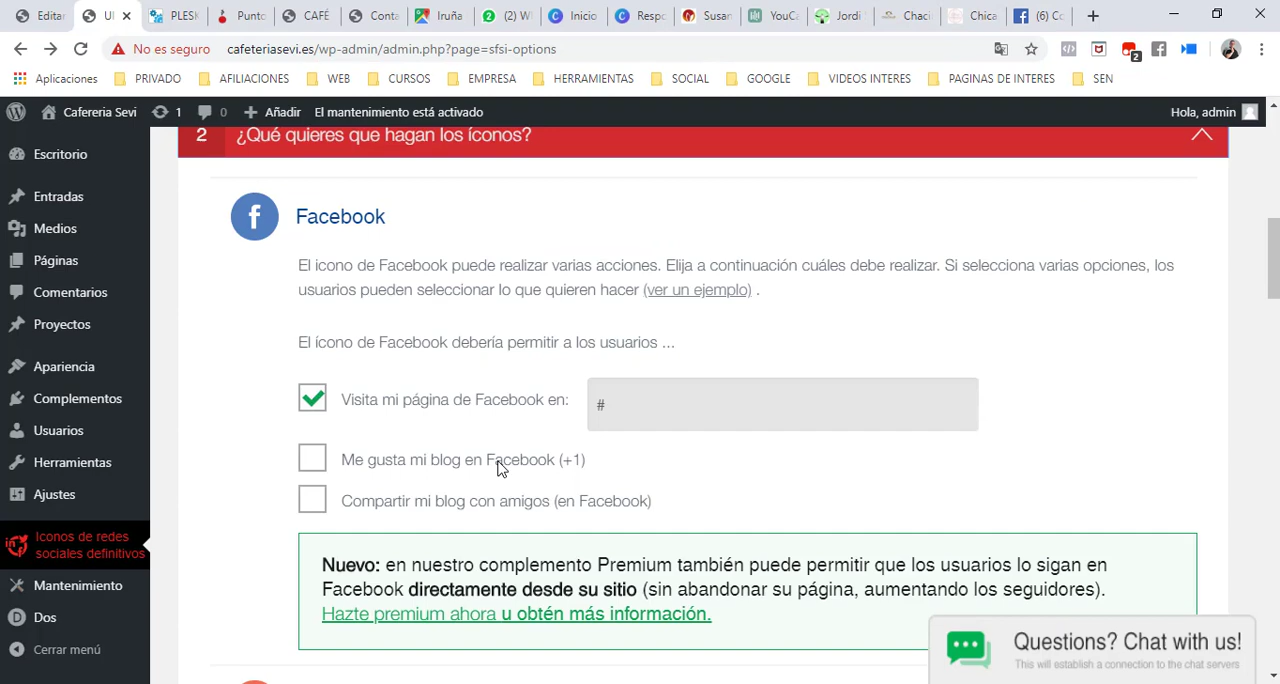 Editar
PLESK
Punto
CAFÉ
Conta
Iruña
(2) W
Inicio
Respo
Susan
YouCa
Jordi
Chaci
Chica
(6) Co
No es seguro
cafeteriasevi.es/wp-admin/admin.php?page=sfsi-options
2
Aplicaciones PRIVADO AFILIACIONES WEB CURSOS EMPRESA HERRAMIENTAS SOCIAL GOOGLE VIDEOS INTERES PAGINAS DE INTERES SEN
Cafereria Sevi 1 0 Añadir El mantenimiento está activado Hola, admin
Escritorio
Entradas
Medios
Páginas
Comentarios
Proyectos
Apariencia
Complementos
Usuarios
Herramientas
Ajustes
Iconos de redes
sociales definitivos
Mantenimiento
Dos
Cerrar menú
2 ¿Qué quieres que hagan los íconos?
f Facebook
El icono de Facebook puede realizar varias acciones. Elija a continuación cuáles debe realizar. Si selecciona varias opciones, los
usuarios pueden seleccionar lo que quieren hacer (ver un ejemplo) .
El ícono de Facebook debería permitir a los usuarios ...
Visita mi página de Facebook en: #
Me gusta mi blog en Facebook (+1)
Compartir mi blog con amigos (en Facebook)
Nuevo: en nuestro complemento Premium también puede permitir que los usuarios lo sigan en
Facebook directamente desde su sitio (sin abandonar su página, aumentando los seguidores).
Hazte premium ahora u obtén más información.
Questions? Chat with us!
This will establish a connection to the chat servers